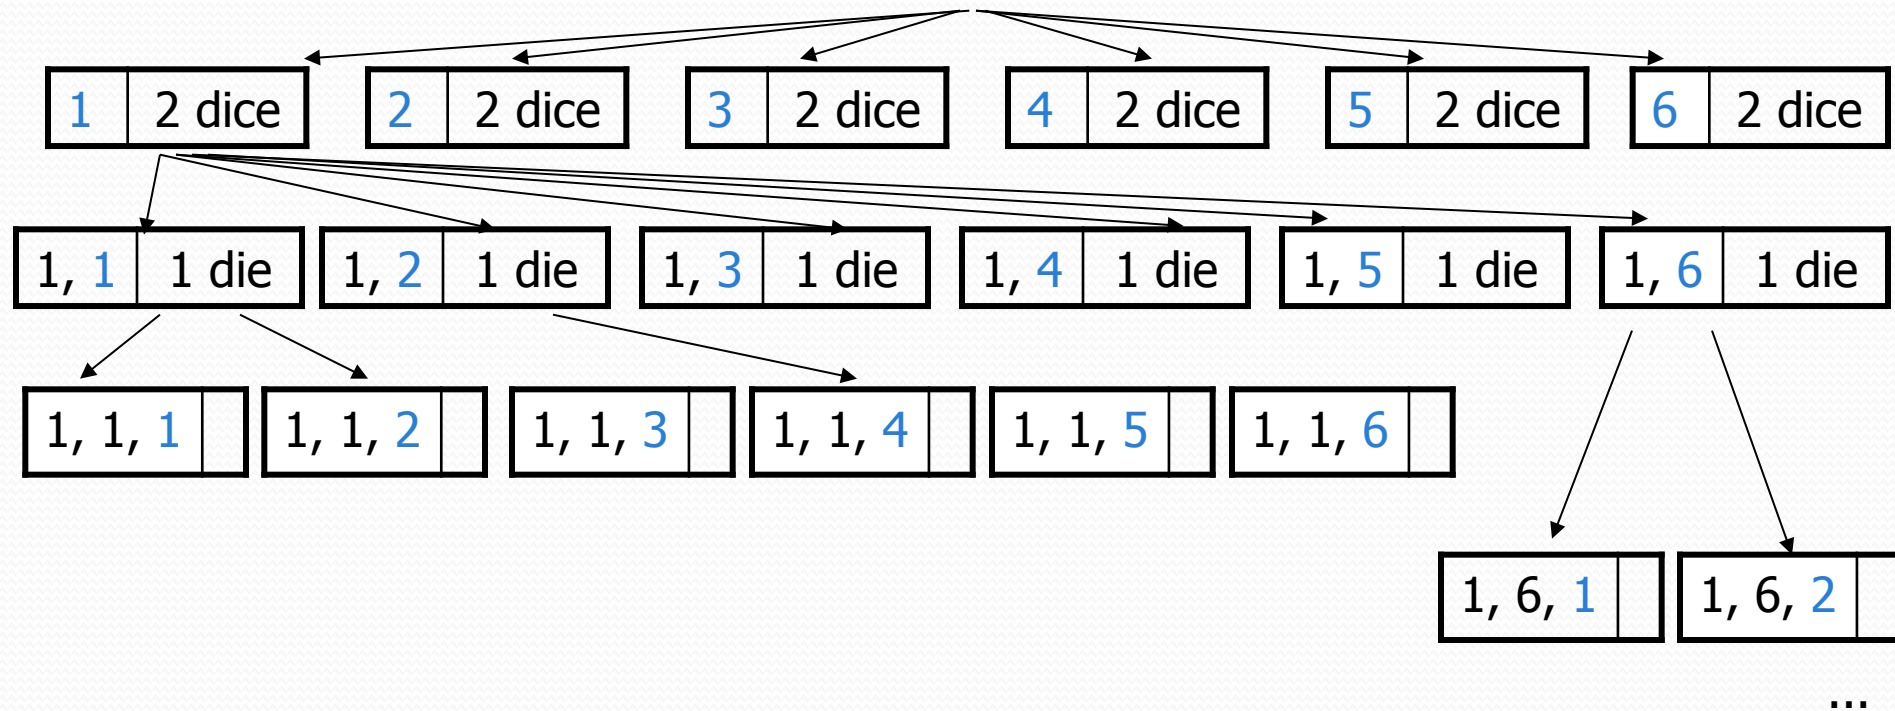 1 2 dice 2 2 dice 3 2 dice 4 2 dice 5 2 dice 6 2 dice
1, 1 1 die 1, 2 1 die 1, 3 1 die 1, 4 1 die 1, 5 1 die 1, 6 1 die
1, 1, 1 1, 1, 2 1, 1, 3 1, 1, 4 1, 1, 5 1, 1, 6
1, 6, 1 1, 6, 2
...